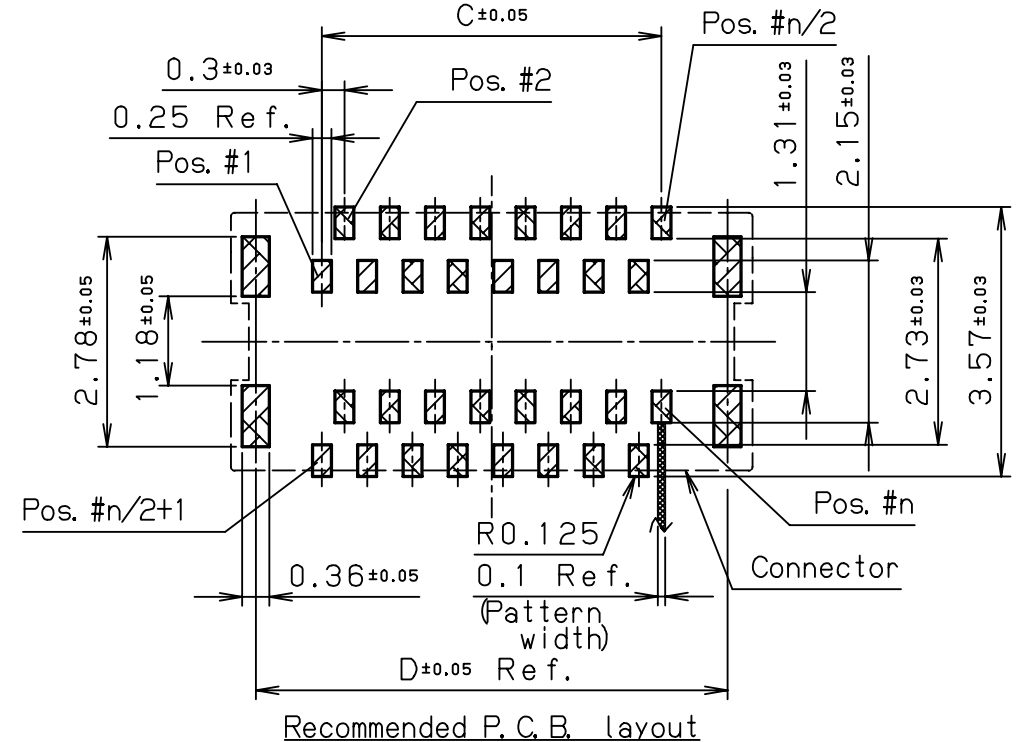 C±0.05
Pos. #n/2
0.3±0.03
Pos. #2
0.25 Ref.
Pos. #1
1.31±0.03
2.15±0.03
2.78±0.05
1.18±0.05
2.73±0.03
3.57±0.03
Pos. #n/2+1
Pos. #n
R0.125
0.36±0.05
0.1 Ref.
(Pattern
width)
Connector
D±0.05 Ref.
Recommended P. C. B. layout